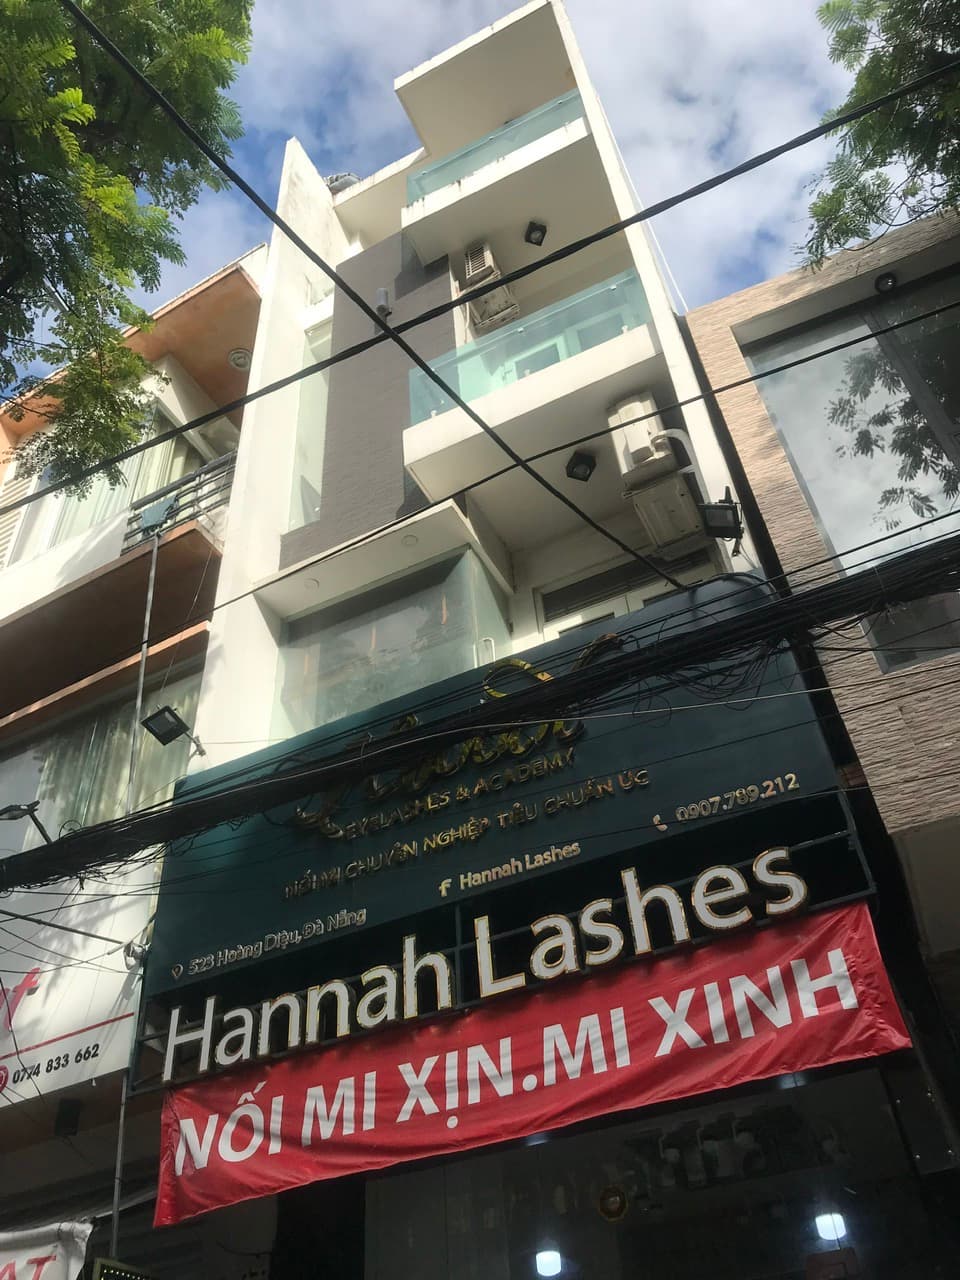 EYELASHES & ACADEMY
NỐI MI CHUYÊN NGHIỆP TIÊU CHUẨN ÚC
0907.789.212
f Hannah Lashes
523 Hoàng Diệu, Đà Nẵng
Hannah Lashes
NỐI MI XỊN.MI XINH
0774 833 662